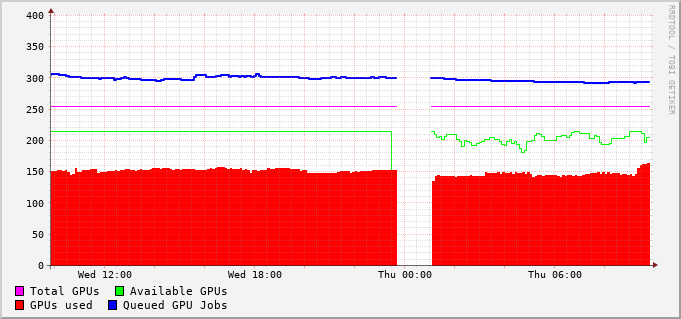 400
350
300
250
200
150
100
50
0
Wed 12:00 Wed 18:00 Thu 00:00 Thu 06:00
Total GPUs Available GPUs
GPUs used Queued GPU Jobs
RRDTOOL / TOBI OETIKER